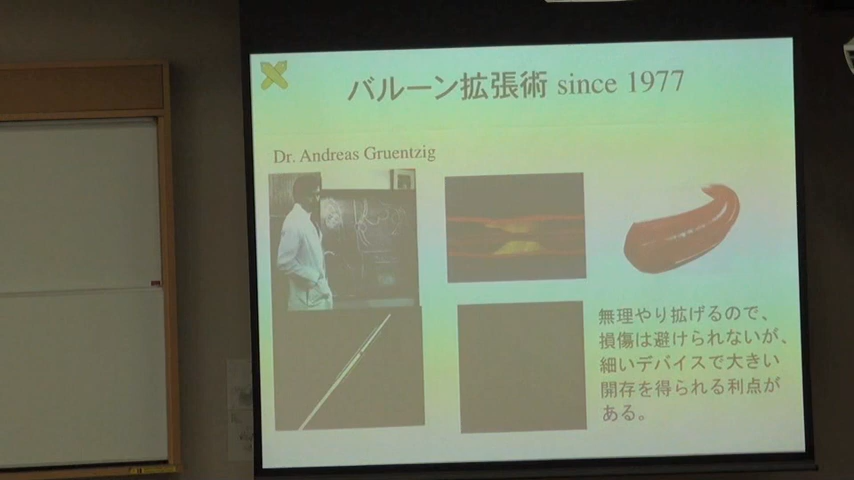 バルーン拡張術 since 1977
Dr. Andreas Gruentzig
無理やり拡げるので、
損傷は避けられないが、
細いデバイスで大きい
開存を得られる利点が
ある。